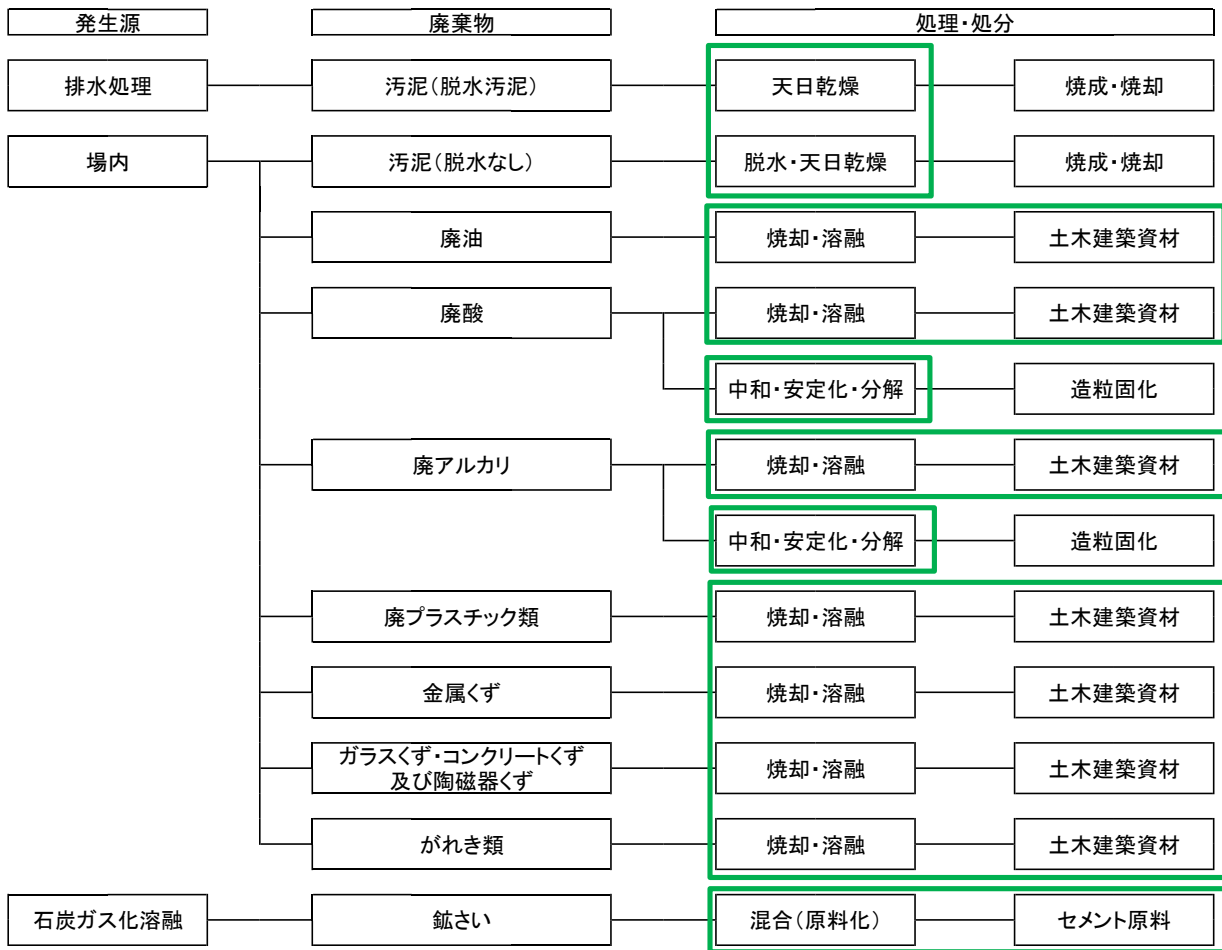 発生源
廃棄物
処理・処分
排水処理
汚泥(脱水汚泥)
天日乾燥
焼成・焼却
場内
汚泥(脱水なし)
脱水・天日乾燥
焼成・焼却
廃油
焼却・溶融
土木建築資材
廃酸
焼却・溶融
土木建築資材
中和・安定化・分解
造粒固化
廃アルカリ
焼却・溶融
土木建築資材
中和・安定化・分解
造粒固化
廃プラスチック類
焼却・溶融
土木建築資材
金属くず
焼却・溶融
土木建築資材
ガラスくず・コンクリートくず
及び陶磁器くず
焼却・溶融
土木建築資材
がれき類
焼却・溶融
土木建築資材
石炭ガス化溶融
鉱さい
混合(原料化)
セメント原料